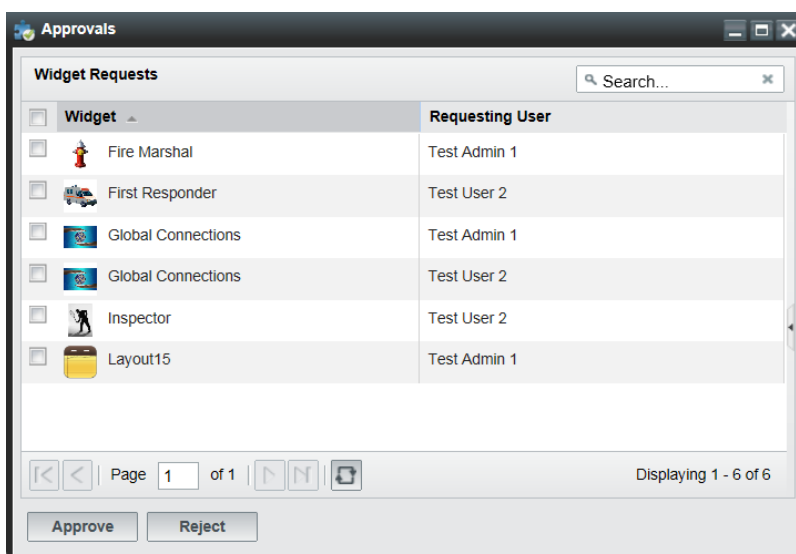 Approvals
Widget Requests Search...
Widget Requesting User
Fire Marshal Test Admin 1
First Responder Test User 2
Global Connections Test Admin 1
Global Connections Test User 2
Inspector Test User 2
Layout15 Test Admin 1
Page 1 of 1 Displaying 1 - 6 of 6
Approve Reject